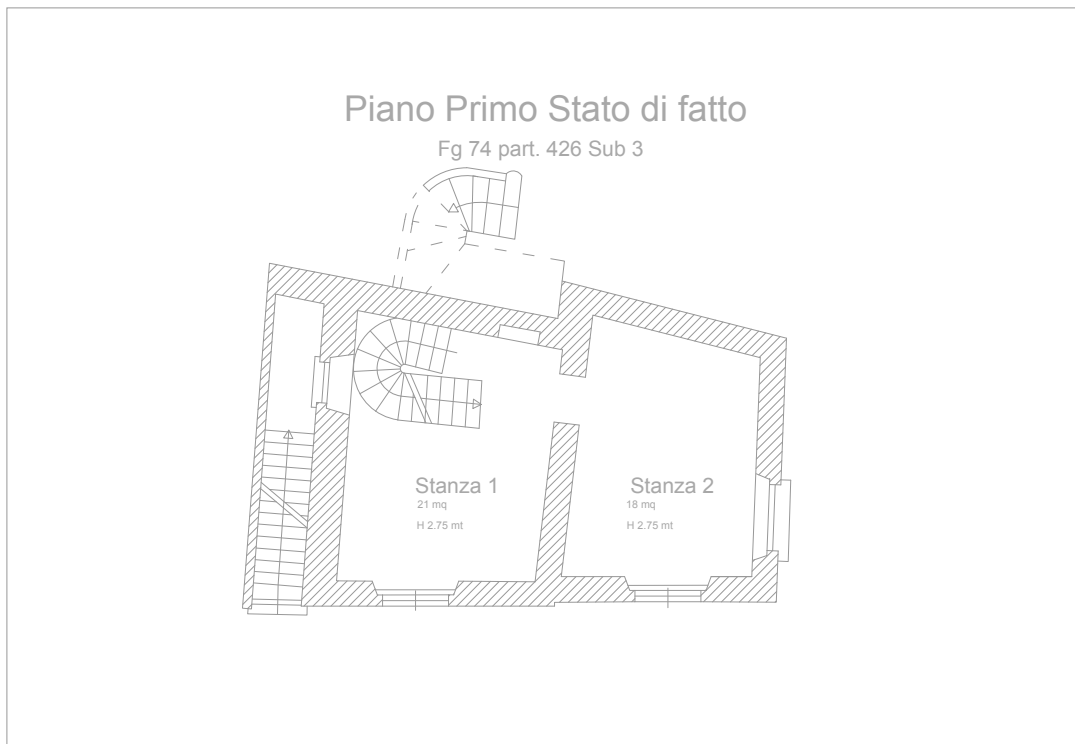 Piano Primo Stato di fatto
Fg 74 part. 426 Sub 3
Stanza 1
21 mq
H 2.75 mt
Stanza 2
18 mq
H 2.75 mt